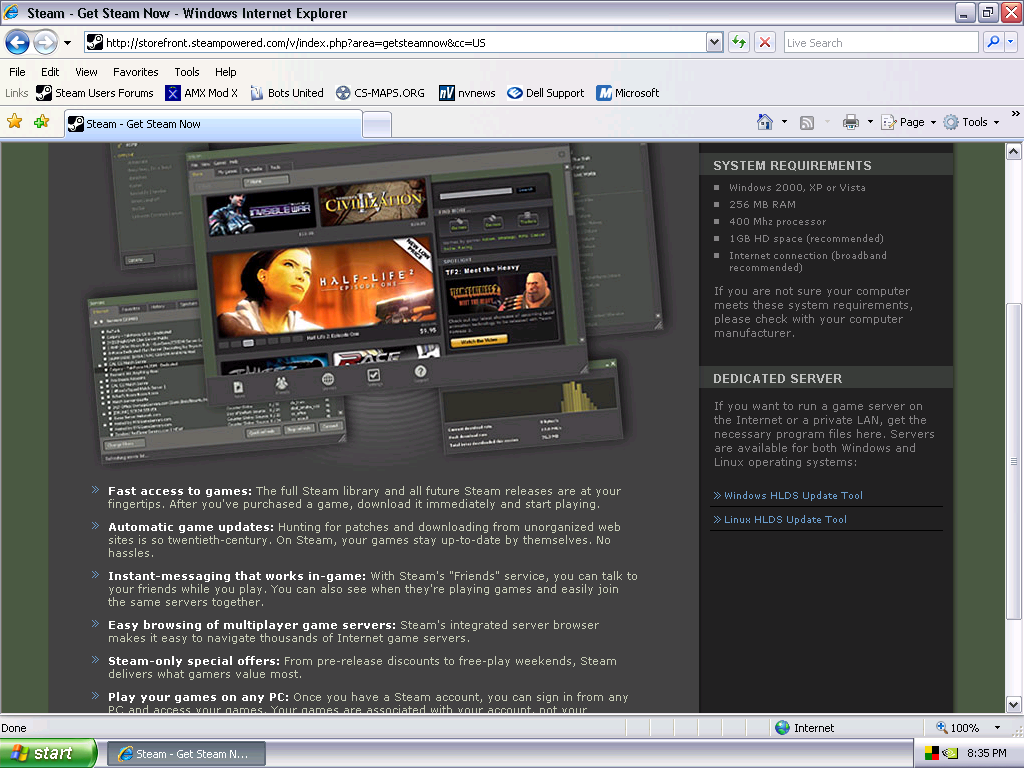 Steam - Get Steam Now - Windows Internet Explorer
http://storefront.steampowered.com/v/index.php?area=getsteamnow&cc=US
Live Search
File Edit View Favorites Tools Help
Links Steam Users Forums AMX Mod X Bots United CS-MAPS.ORG nvnews Dell Support Microsoft
Steam - Get Steam Now
Page Tools »
INVISIBLE WAR
CIVILIZATION IV
NEW LOW PRICE
HALF-LIFE 2
EPISODE ONE
Half-Life 2: Episode One
SPOTLIGHT
TF2: Meet the Heavy
Watch the Video
Fast access to games: The full Steam library and all future Steam releases are at your
fingertips. After you've purchased a game, download it immediately and start playing.
Automatic game updates: Hunting for patches and downloading from unorganized web
sites is so twentieth-century. On Steam, your games stay up-to-date by themselves. No
hassles.
Instant-messaging that works in-game: With Steam's "Friends" service, you can talk to
your friends while you play. You can also see when they're playing games and easily join
the same servers together.
Easy browsing of multiplayer game servers: Steam's integrated server browser
makes it easy to navigate thousands of Internet game servers.
Steam-only special offers: From pre-release discounts to free-play weekends, Steam
delivers what gamers value most.
Play your games on any PC: Once you have a Steam account, you can sign in from any
PC and access your games. Your games are associated with your account, not your
SYSTEM REQUIREMENTS
Windows 2000, XP or Vista
256 MB RAM
400 Mhz processor
1GB HD space (recommended)
Internet connection (broadband
recommended)
If you are not sure your computer
meets these system requirements,
please check with your computer
manufacturer.
DEDICATED SERVER
If you want to run a game server on
the Internet or a private LAN, get the
necessary program files here. Servers
are available for both Windows and
Linux operating systems:
Windows HLDS Update Tool
Linux HLDS Update Tool
Done
Internet
100%
start
Steam - Get Steam N...
8:35 PM